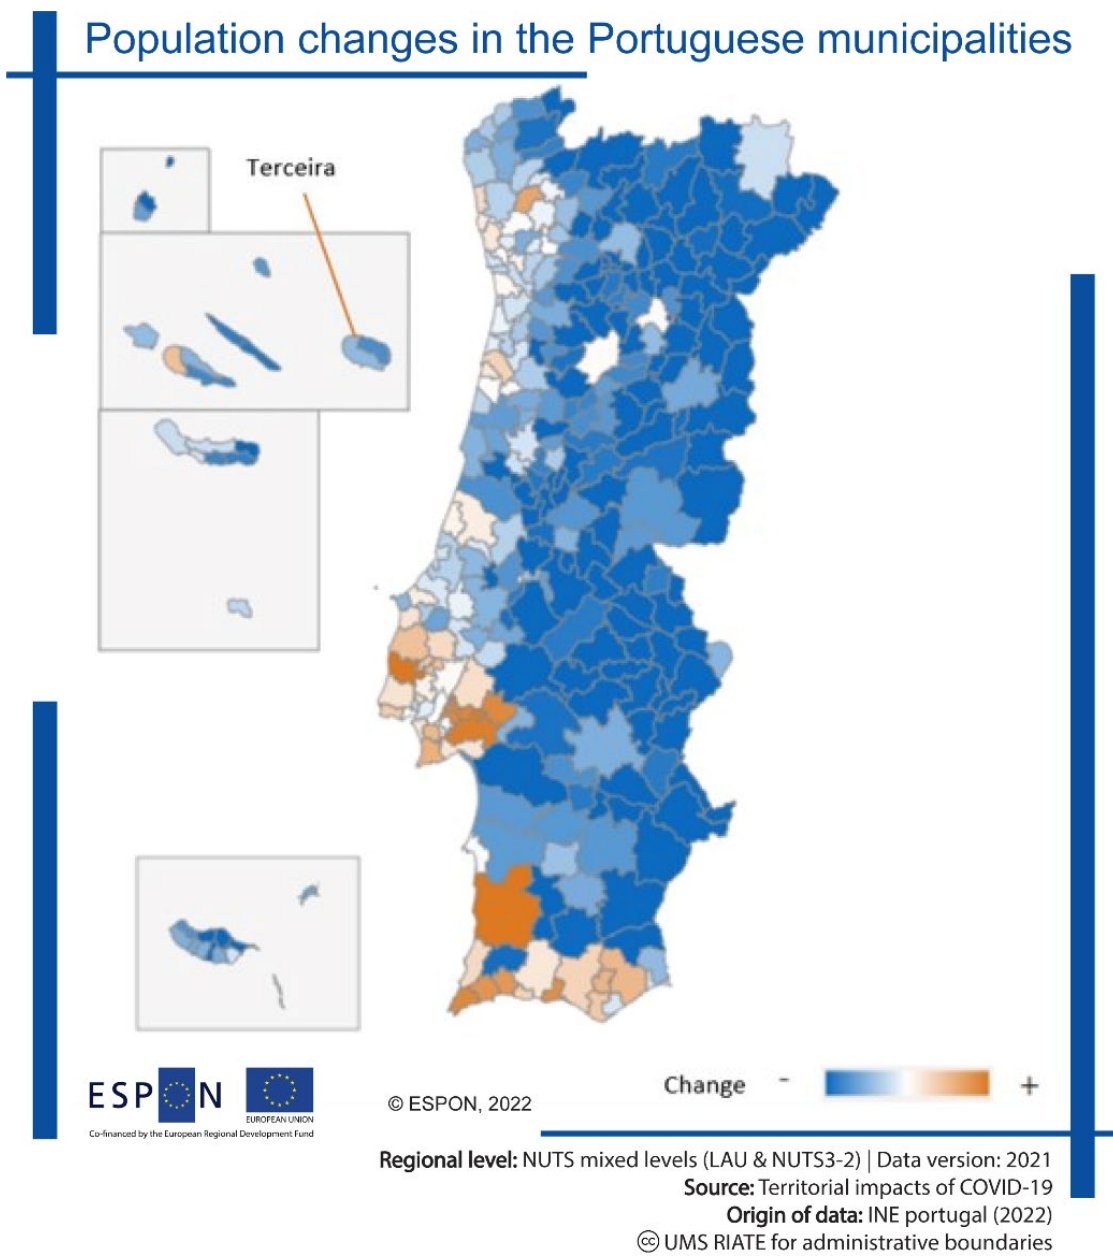 Population changes in the Portuguese municipalities
Terceira
Change - +
ESPON
EUROPEAN UNION
Co-financed by the European Regional Development Fund
© ESPON, 2022
Regional level: NUTS mixed levels (LAU & NUTS3-2) | Data version: 2021
Source: Territorial impacts of COVID-19
Origin of data: INE portugal (2022)
🄯 UMS RIATE for administrative boundaries